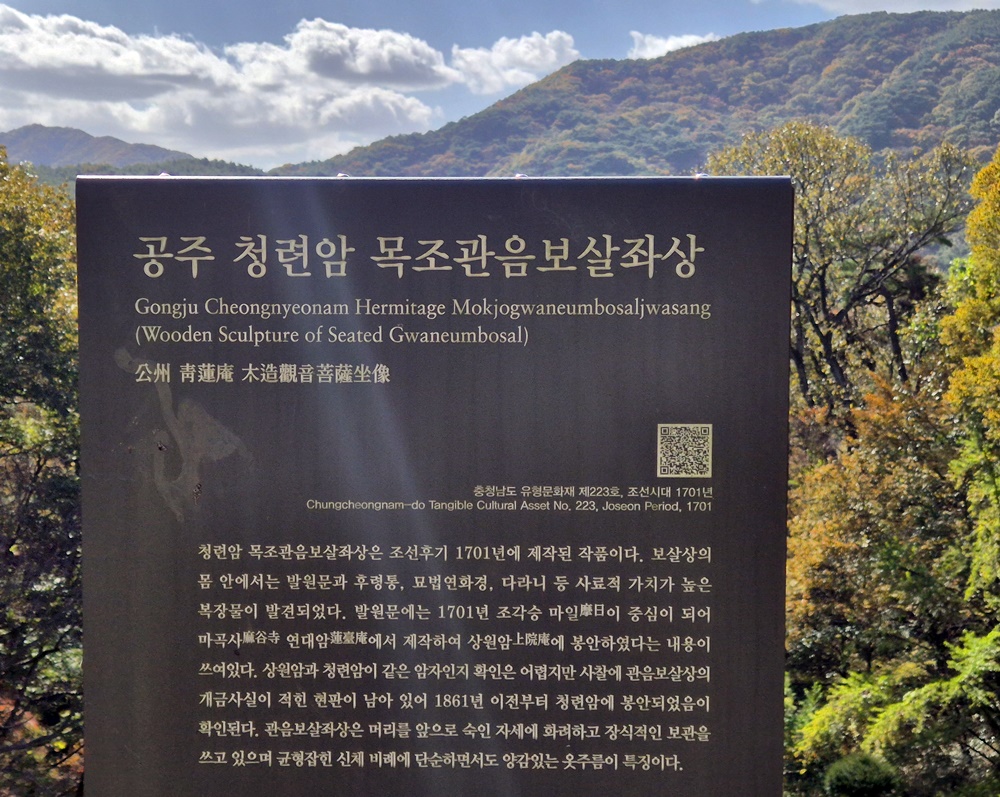 공주 청련암 목조관음보살좌상
Gongju Cheongnyeonam Hermitage Mokjogwaneumbosaljwasang
(Wooden Sculpture of Seated Gwaneumbosal)
公州 靑蓮庵 木造觀音菩薩坐像
충청남도 유형문화재 제223호, 조선시대 1701년
Chungcheongnam-do Tangible Cultural Asset No. 223, Joseon Period, 1701
청련암 목조관음보살좌상은 조선후기 1701년에 제작된 작품이다. 보살상의
몸 안에서는 발원문과 후령통, 묘법연화경, 다라니 등 사료적 가치가 높은
복장물이 발견되었다. 발원문에는 1701년 조각승 마일摩日이 중심이 되어
마곡사麻谷寺 연대암蓮臺庵에서 제작하여 상원암上院庵에 봉안하였다는 내용이
쓰여있다. 상원암과 청련암이 같은 암자인지 확인은 어렵지만 사찰에 관음보살상의
개금사실이 적힌 현판이 남아 있어 1861년 이전부터 청련암에 봉안되었음이
확인된다. 관음보살좌상은 머리를 앞으로 숙인 자세에 화려하고 장식적인 보관을
쓰고 있으며 균형잡힌 신체 비례에 단순하면서도 양감있는 옷주름이 특징이다.